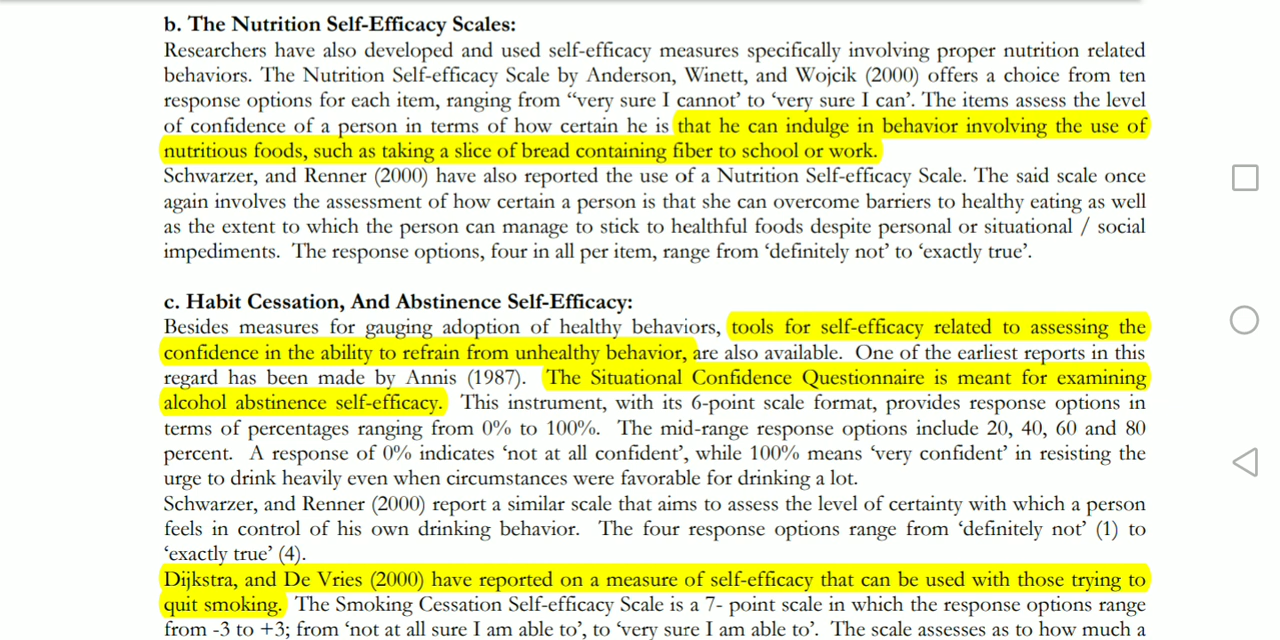 b. The Nutrition Self-Efficacy Scales:
Researchers have also developed and used self-efficacy measures specifically involving proper nutrition related
behaviors. The Nutrition Self-efficacy Scale by Anderson, Winett, and Wojcik (2000) offers a choice from ten
response options for each item, ranging from “very sure I cannot’ to ‘very sure I can’. The items assess the level
of confidence of a person in terms of how certain he is that he can indulge in behavior involving the use of
nutritious foods, such as taking a slice of bread containing fiber to school or work.
Schwarzer, and Renner (2000) have also reported the use of a Nutrition Self-efficacy Scale. The said scale once
again involves the assessment of how certain a person is that she can overcome barriers to healthy eating as well
as the extent to which the person can manage to stick to healthful foods despite personal or situational / social
impediments. The response options, four in all per item, range from ‘definitely not’ to ‘exactly true’.
c. Habit Cessation, And Abstinence Self-Efficacy:
Besides measures for gauging adoption of healthy behaviors, tools for self-efficacy related to assessing the
confidence in the ability to refrain from unhealthy behavior, are also available. One of the earliest reports in this
regard has been made by Annis (1987). The Situational Confidence Questionnaire is meant for examining
alcohol abstinence self-efficacy. This instrument, with its 6-point scale format, provides response options in
terms of percentages ranging from 0% to 100%. The mid-range response options include 20, 40, 60 and 80
percent. A response of 0% indicates ‘not at all confident’, while 100% means ‘very confident’ in resisting the
urge to drink heavily even when circumstances were favorable for drinking a lot.
Schwarzer, and Renner (2000) report a similar scale that aims to assess the level of certainty with which a person
feels in control of his own drinking behavior. The four response options range from ‘definitely not’ (1) to
‘exactly true’ (4).
Dijkstra, and De Vries (2000) have reported on a measure of self-efficacy that can be used with those trying to
quit smoking. The Smoking Cessation Self-efficacy Scale is a 7- point scale in which the response options range
from -3 to +3; from ‘not at all sure I am able to’, to ‘very sure I am able to’. The scale assesses as to how much a